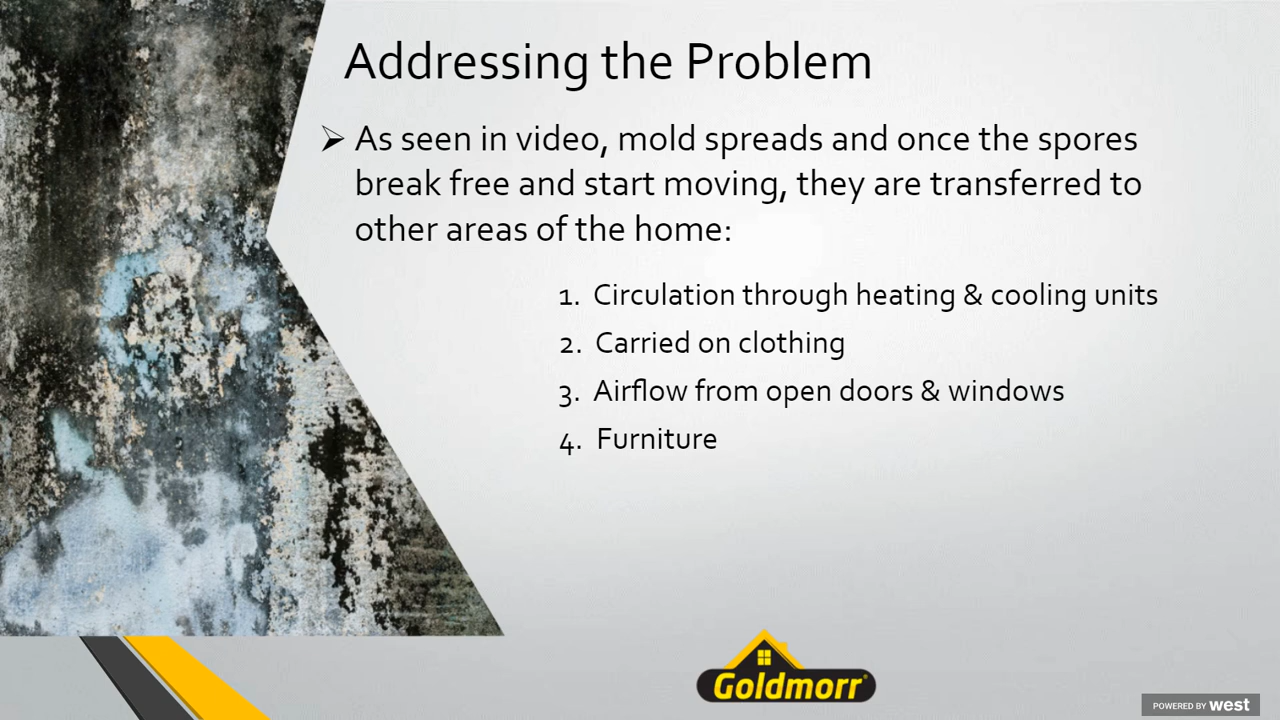 Addressing the Problem
➢ As seen in video, mold spreads and once the spores
break free and start moving, they are transferred to
other areas of the home:
1. Circulation through heating & cooling units
2. Carried on clothing
3. Airflow from open doors & windows
4. Furniture
Goldmorr®
POWERED BY west